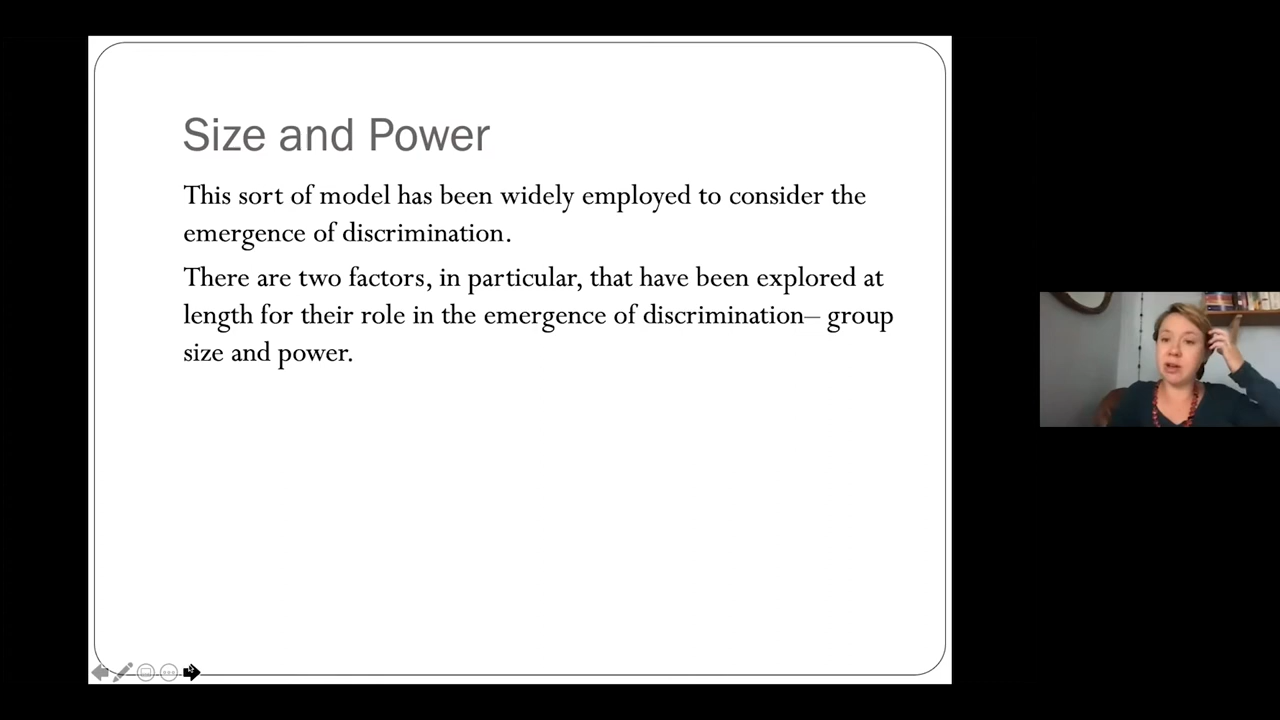 Size and Power
This sort of model has been widely employed to consider the
emergence of discrimination.
There are two factors, in particular, that have been explored at
length for their role in the emergence of discrimination– group
size and power.